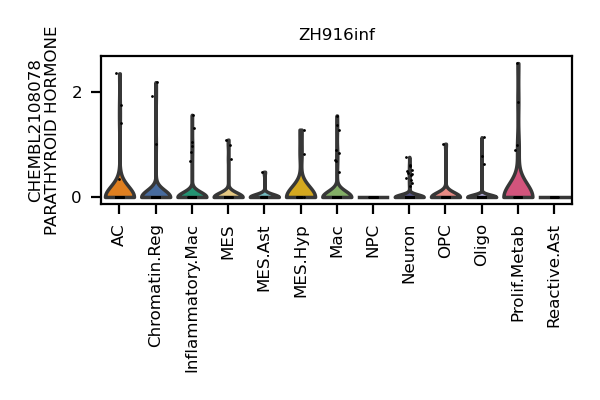 ZH916inf
CHEMBL2108078
PARATHYROID HORMONE
2
0
AC
Chromatin.Reg
Inflammatory.Mac
MES
MES.Ast
MES.Hyp
Mac
NPC
Neuron
OPC
Oligo
Prolif.Metab
Reactive.Ast